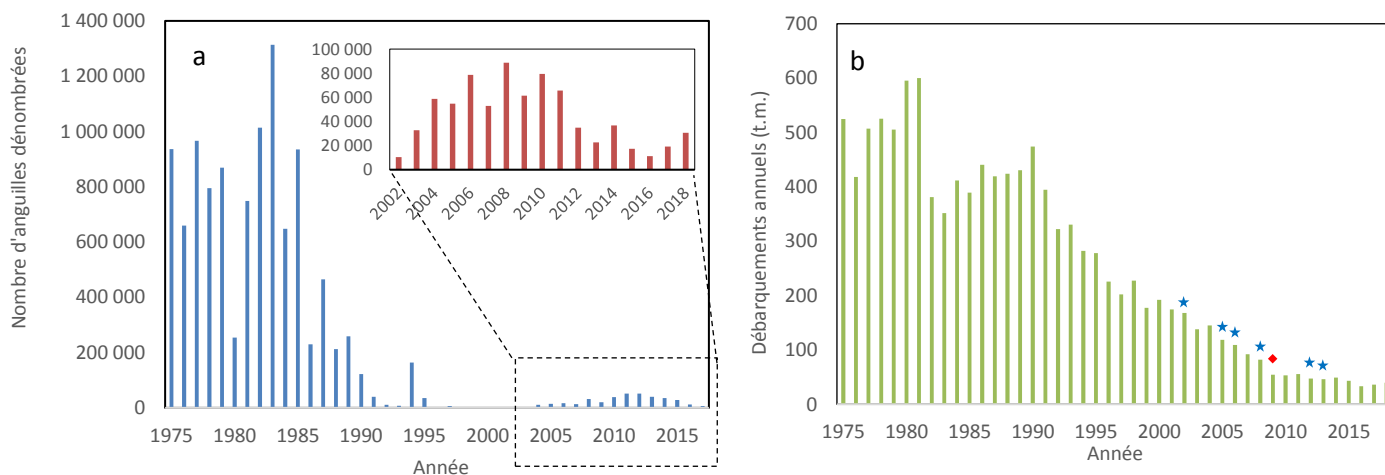 a
Nombre d'anguilles dénombrées
1 400 000
1 200 000
1 000 000
800 000
600 000
400 000
200 000
0
1975 1980 1985 1990 1995 2000 2005 2010 2015
Année
100 000
80 000
60 000
40 000
20 000
0
2002 2004 2006 2008 2010 2012 2014 2016 2018
b
Débarquements annuels (t.m.)
700
600
500
400
300
200
100
0
1975 1980 1985 1990 1995 2000 2005 2010 2015
Année